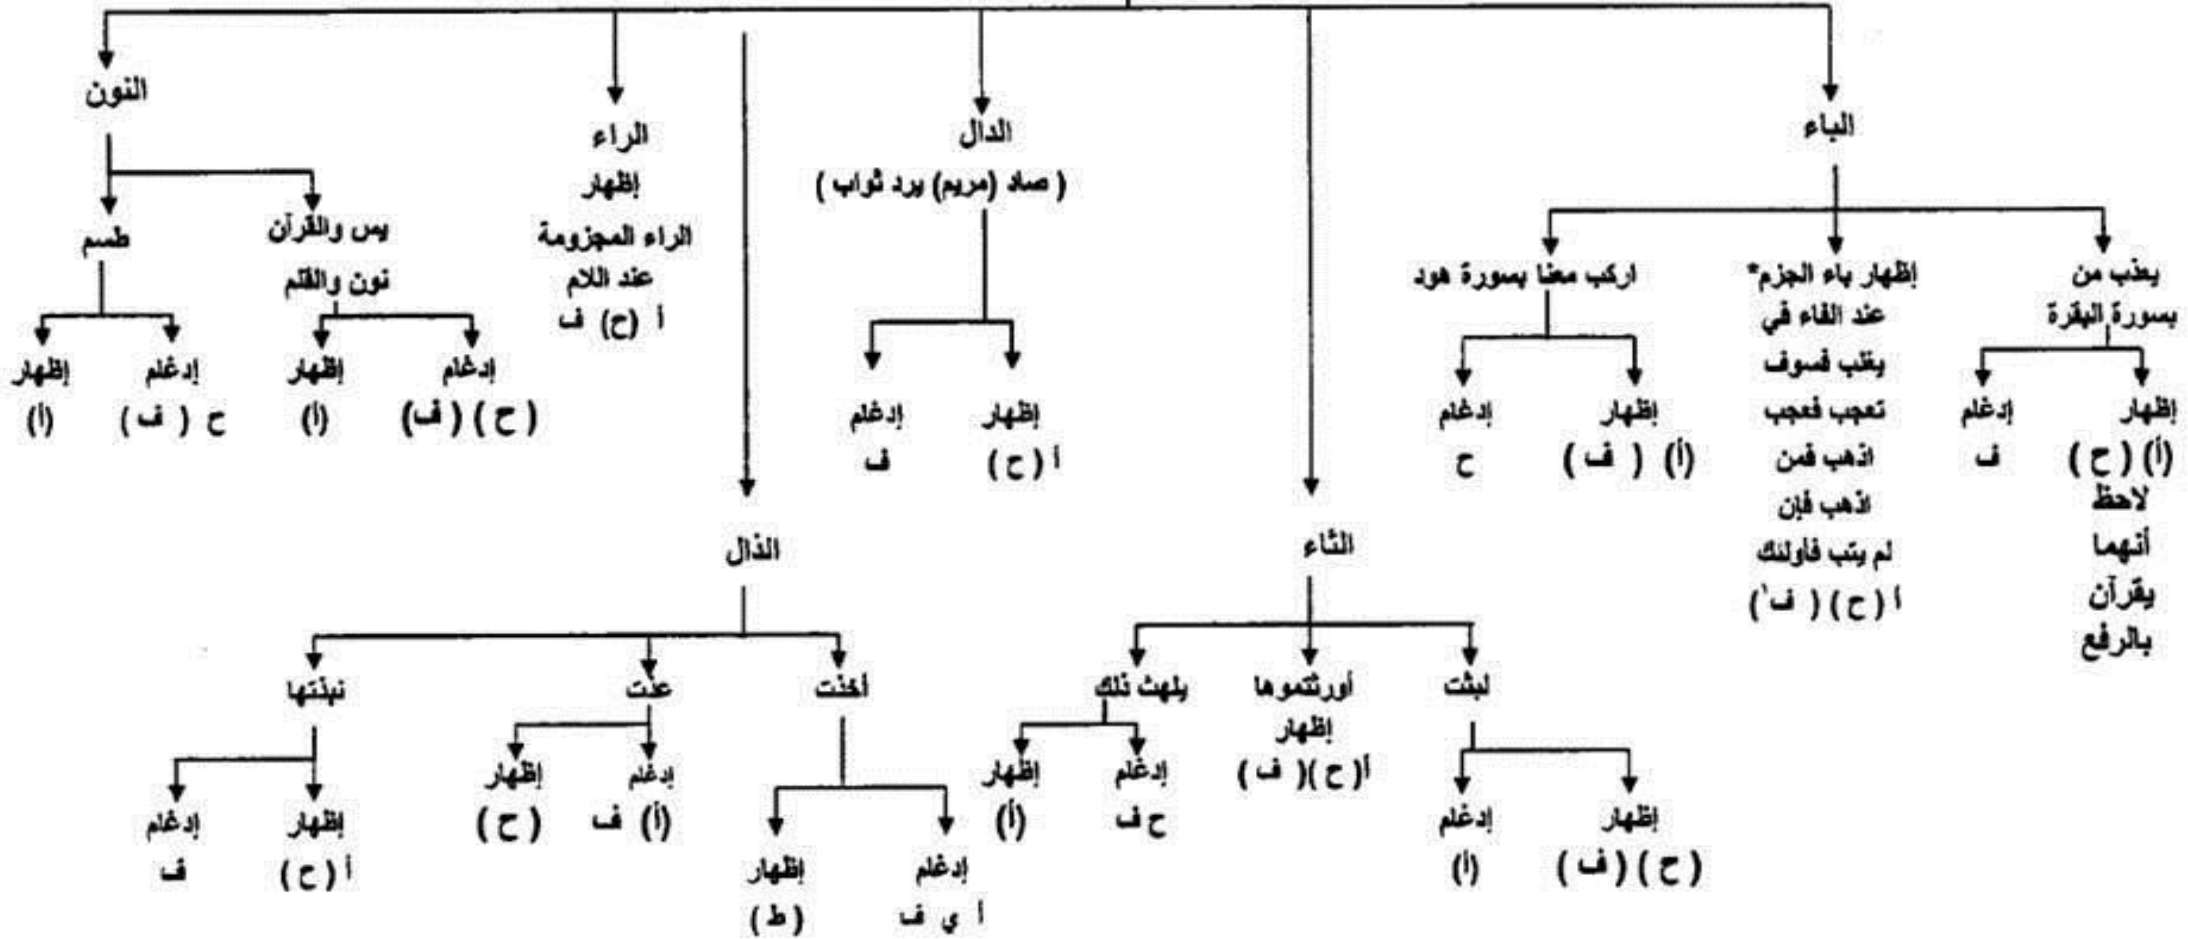 الباء
يعذب من
بسورة البقرة
إظهار
(أ) ( ح )
لاحظ
أنهما
يقرآن
بالرفع
إدغام
ف
إظهار باء الجزم*
عند الفاء في
يغلب فسوف
تعجب فعجب
اذهب فمن
اذهب فإن
لم يتب فأولئك
أ ( ح ) ( ف' )
اركب معنا بسورة هود
إظهار
(أ) ( ف )
إدغام
ح
الثاء
لبثت
إظهار
( ح ) ( ف )
إدغام
(أ)
أورثتموها
إظهار
أ( ح )( ف )
يلهث ذلك
إدغام
ح ف
إظهار
(أ)
الدال
( صاد (مريم) يرد ثواب )
إظهار
أ ( ح )
إدغام
ف
الذال
أخذت
إدغام
أ ي ف
إظهار
( ط )
عذت
إدغام
(أ) ف
إظهار
( ح )
نبذتها
إظهار
أ ( ح )
إدغام
ف
الراء
إظهار
الراء المجزومة
عند اللام
أ (ح) ف
النون
يس والقرآن
نون والقلم
إدغام
( ح ) ( ف)
إظهار
(أ)
طسم
إدغام
ح ( ف )
إظهار
(أ)